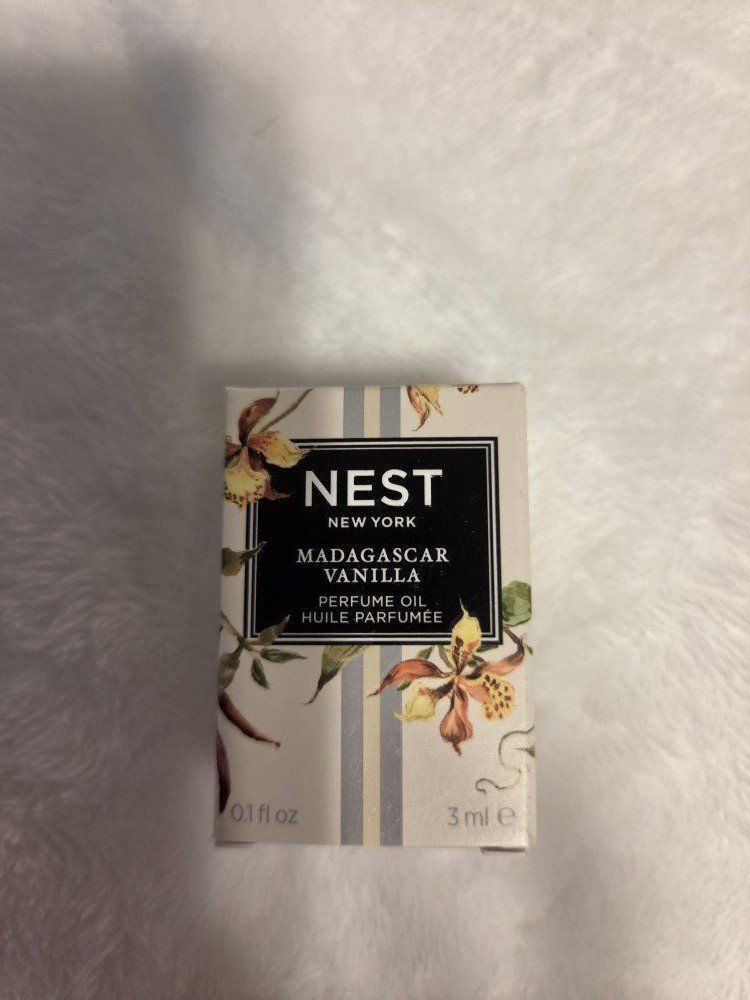 NEST
NEW YORK
MADAGASCAR
VANILLA
PERFUME OIL
HUILE PARFUMÉE
0.1 fl oz
3 ml ℮